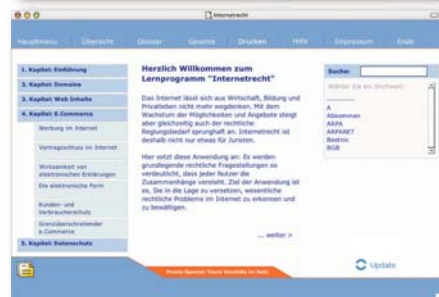 Internetrecht
Hauptmenü Übersicht Glossar Gesetze Drucken Hilfe Impressum Ende
1. Kapitel: Einführung
2. Kapitel: Domains
3. Kapitel: Web Inhalte
4. Kapitel: E-Commerce
Werbung im Internet
Vertragsschluss im Internet
Wirksamkeit von
elektronischen Erklärungen
Die elektronische Form
Kunden- und
Verbraucherschutz
Grenzüberschreitender
e-Commerce
5. Kapitel: Datenschutz
Herzlich Willkommen zum
Lernprogramm "Internetrecht"
Das Internet lässt sich aus Wirtschaft, Bildung und
Privatleben nicht mehr wegdenken. Mit dem
Wachstum der Möglichkeiten und Angebote steigt
aber gleichzeitig auch der rechtliche
Regelungsbedarf sprunghaft an. Internetrecht ist
deshalb nicht nur etwas für Juristen.
Hier setzt diese Anwendung an: Es werden
grundlegende rechtliche Fragestellungen so
verdeutlicht, dass jeder Nutzer die
Zusammenhänge versteht. Ziel der Anwendung ist
es, Sie in die Lage zu versetzen, wesentliche
rechtliche Probleme im Internet zu erkennen und
zu bewältigen.
... weiter >
Suche:
Wählen Sie ein Stichwort:
A
Abkommen
ARPA
ARPANET
Beatnic
BGB
Update